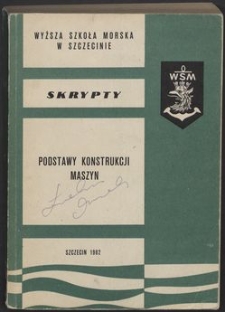 WYŻSZA SZKOŁA MORSKA
W SZCZECINIE
WSM
SKRYPTY
PODSTAWY KONSTRUKCJI
MASZYN
SZCZECIN 1982